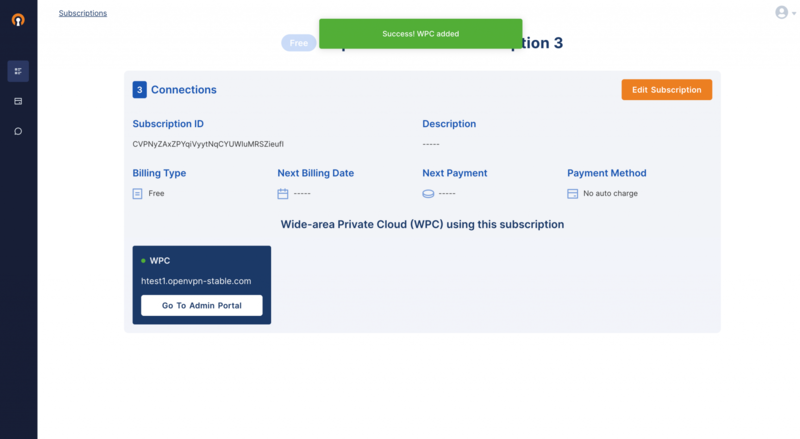 Subscriptions
Success! WPC added
Free
tion 3
3 Connections
Edit Subscription
Subscription ID
Description
CVPNyZAxZPYqiVyytNqCYUWluMRSZieufl
-----
Billing Type
Next Billing Date
Next Payment
Payment Method
Free
-----
-----
No auto charge
Wide-area Private Cloud (WPC) using this subscription
WPC
htest1.openvpn-stable.com
Go To Admin Portal